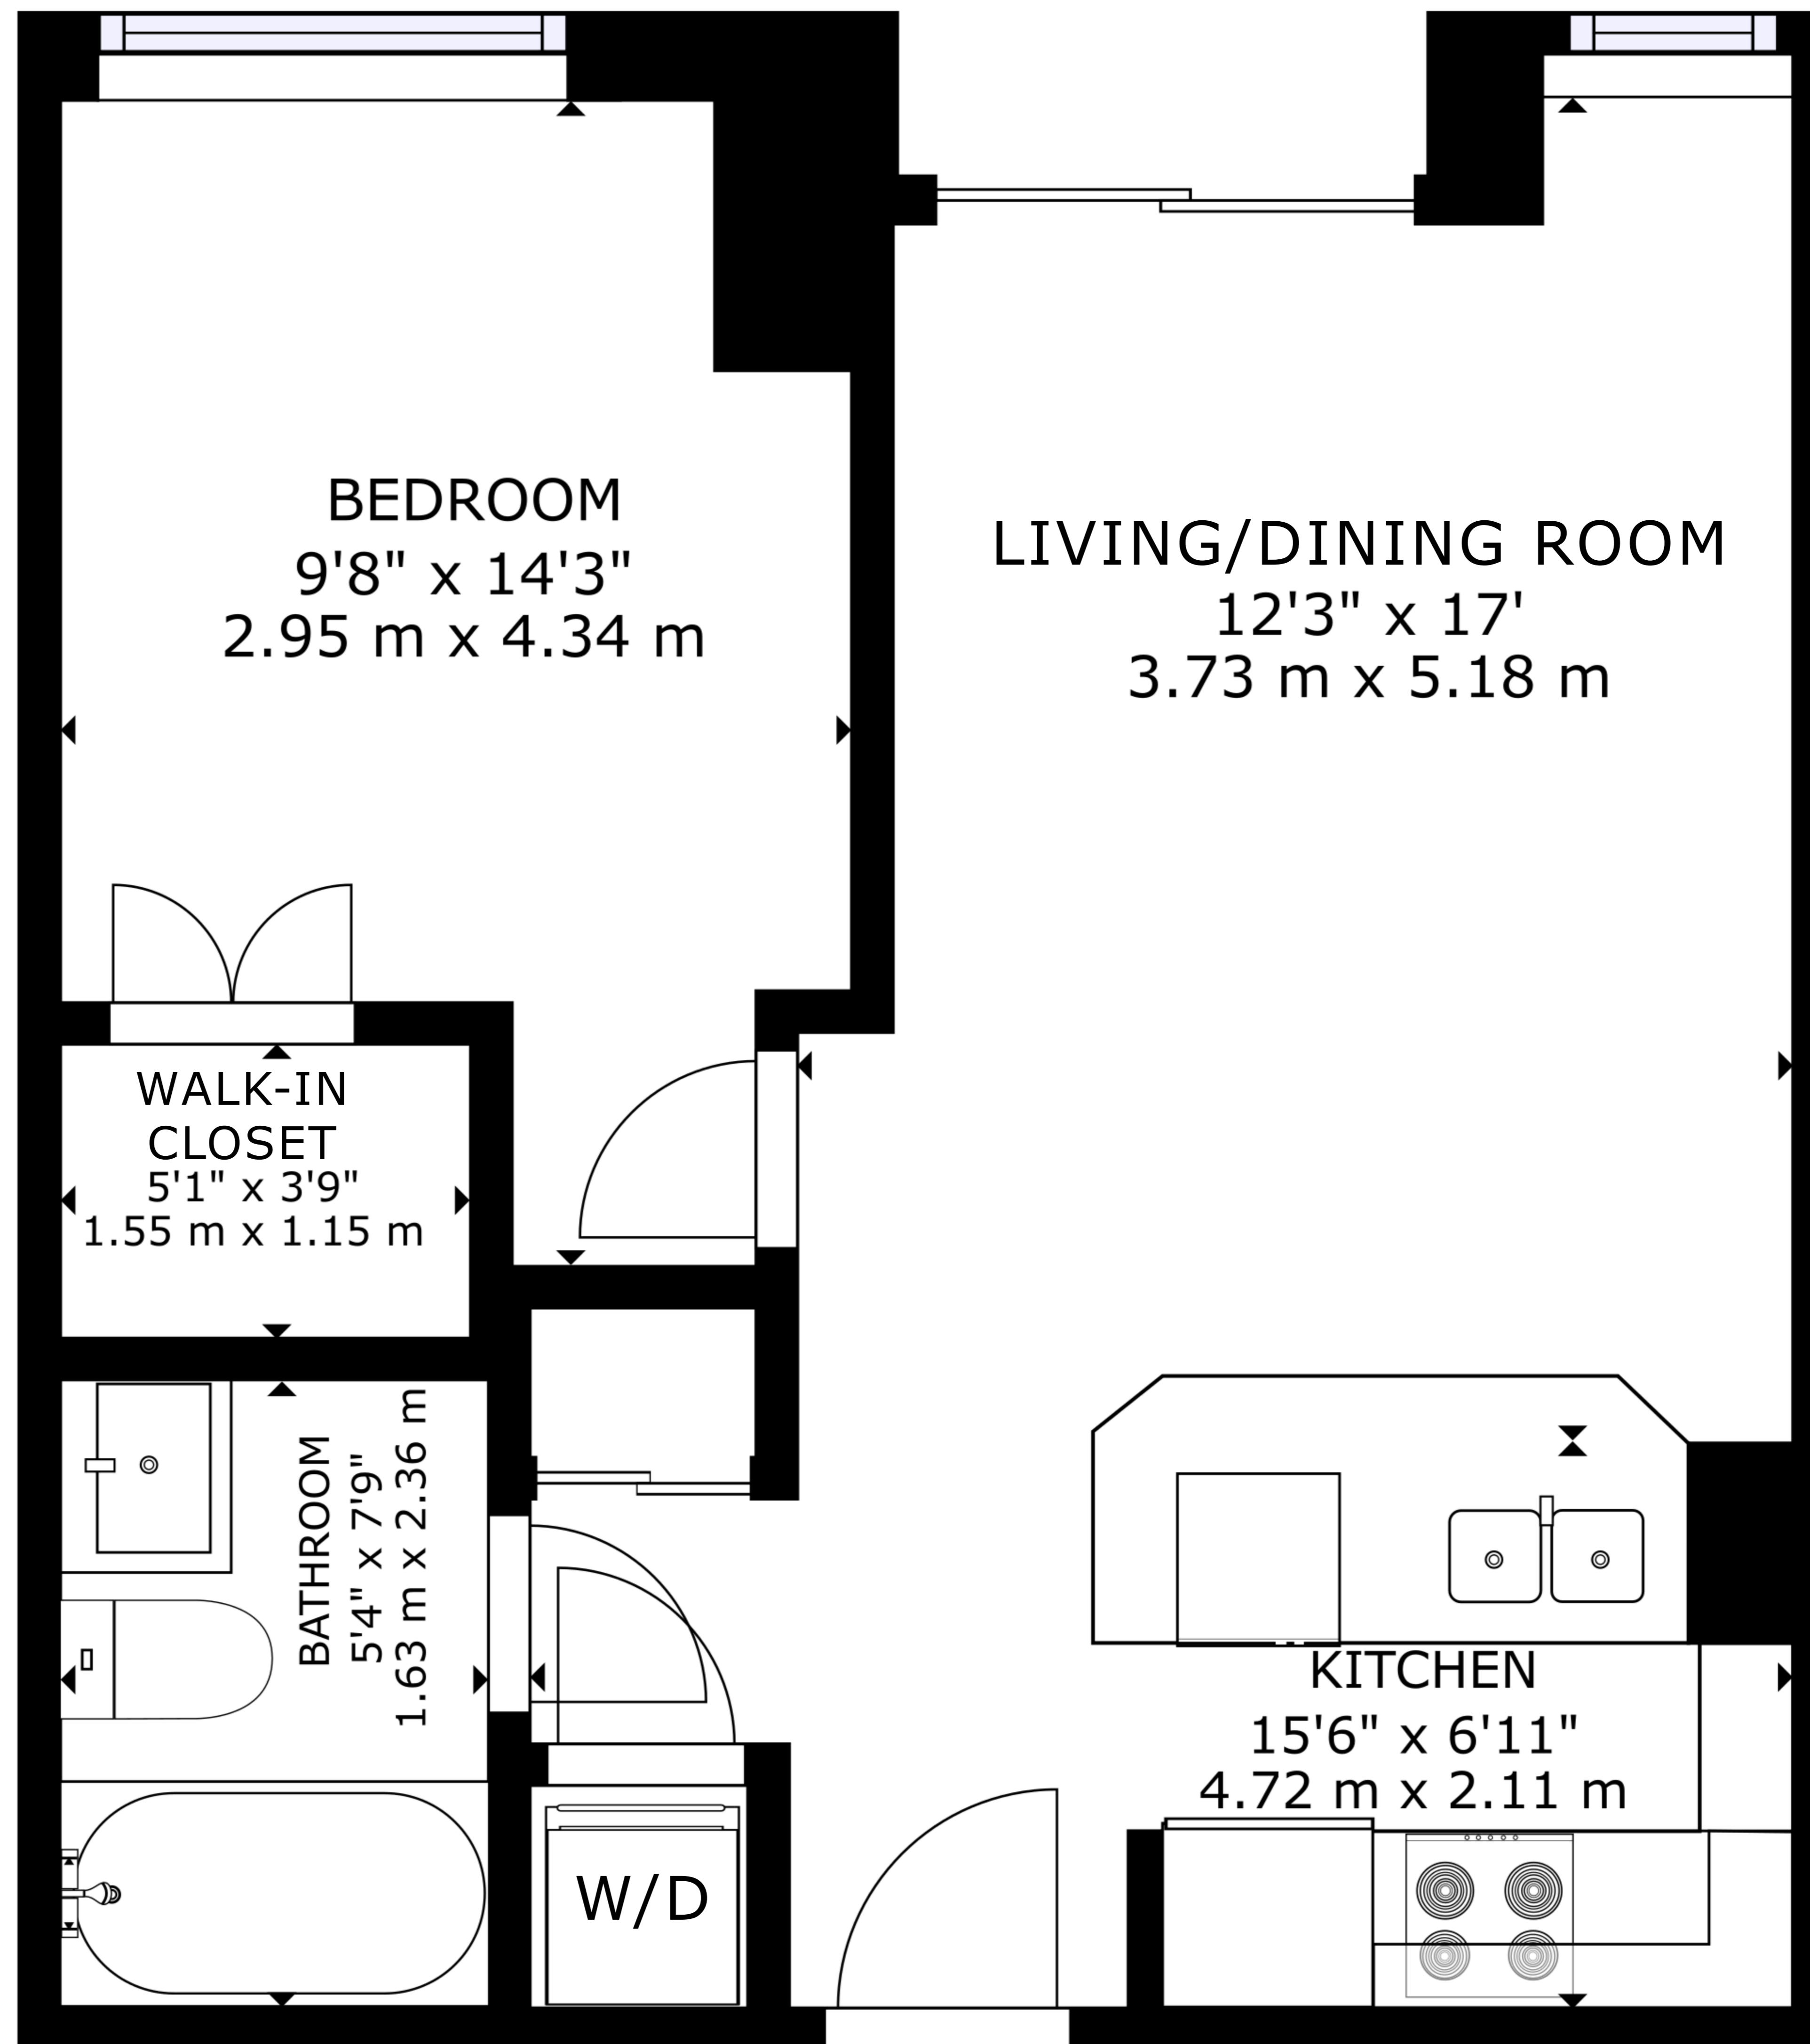 BEDROOM
9'8" x 14'3"
2.95 m x 4.34 m
LIVING/DINING ROOM
12'3" x 17'
3.73 m x 5.18 m
WALK-IN
CLOSET
5'1" x 3'9"
1.55 m x 1.15 m
BATHROOM
5'4" x 7'9"
1.63 m x 2.36 m
KITCHEN
15'6" x 6'11"
4.72 m x 2.11 m
W/D